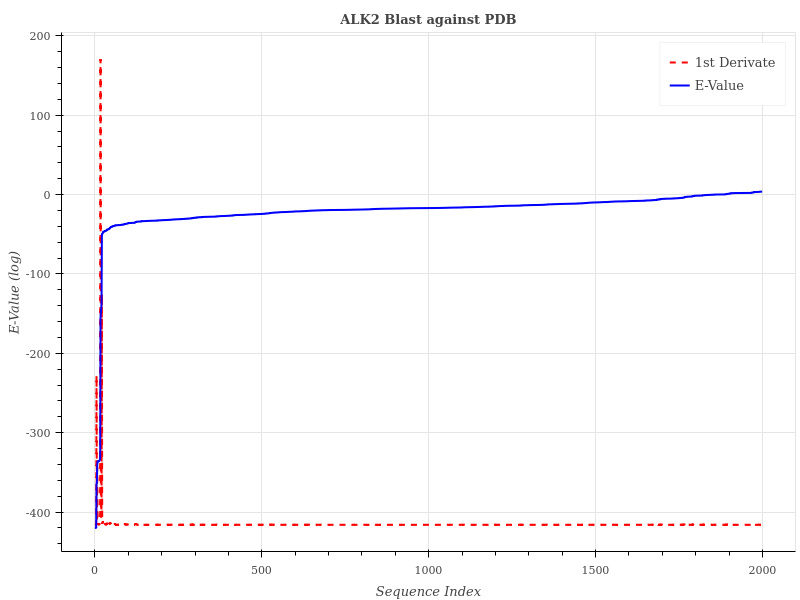 ALK2 Blast against PDB
1st Derivate
E-Value
E-Value (log)
200
100
0
-100
-200
-300
-400
0
500
1000
1500
2000
Sequence Index